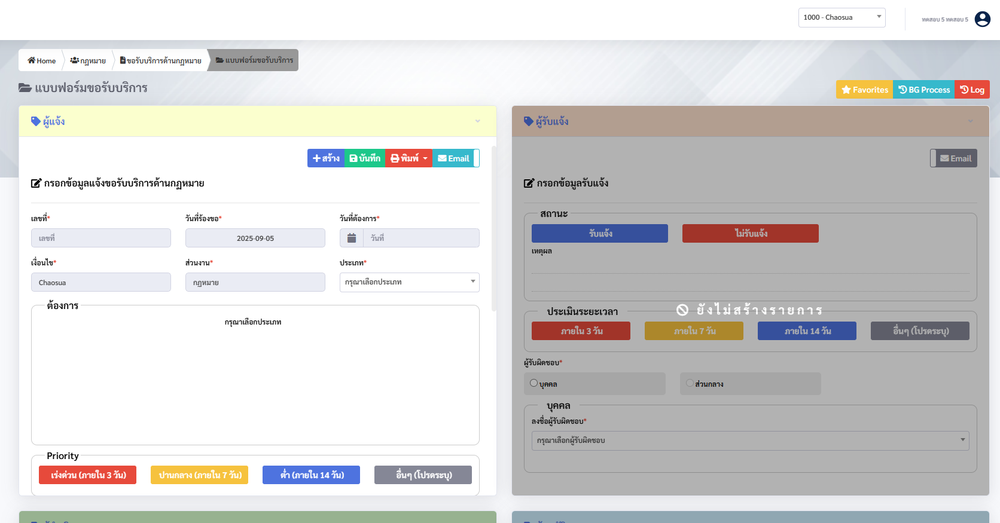 1000 - Chaosua
ทดสอบ 5 ทดสอบ 5
Home
กฎหมาย
ขอรับบริการด้านกฎหมาย
แบบฟอร์มขอรับบริการ
แบบฟอร์มขอรับบริการ
Favorites
BG Process
Log
ผู้แจ้ง
สร้าง
บันทึก
พิมพ์
Email
กรอกข้อมูลแจ้งขอรับบริการด้านกฎหมาย
เลขที่*
วันที่ร้องขอ*
วันที่ต้องการ*
เลขที่
2025-09-05
วันที่
เงื่อนไข*
ส่วนงาน*
ประเภท*
Chaosua
กฎหมาย
กรุณาเลือกประเภท
ต้องการ
กรุณาเลือกประเภท
Priority
เร่งด่วน (ภายใน 3 วัน)
ปานกลาง (ภายใน 7 วัน)
ต่ำ (ภายใน 14 วัน)
อื่นๆ (โปรดระบุ)
ผู้รับแจ้ง
Email
กรอกข้อมูลรับแจ้ง
สถานะ
รับแจ้ง
ไม่รับแจ้ง
เหตุผล
ยังไม่สร้างรายการ
ประเมินระยะเวลา
ภายใน 3 วัน
ภายใน 7 วัน
ภายใน 14 วัน
อื่นๆ (โปรดระบุ)
ผู้รับผิดชอบ*
บุคคล
ส่วนกลาง
บุคคล
ลงชื่อผู้รับผิดชอบ*
กรุณาเลือกผู้รับผิดชอบ